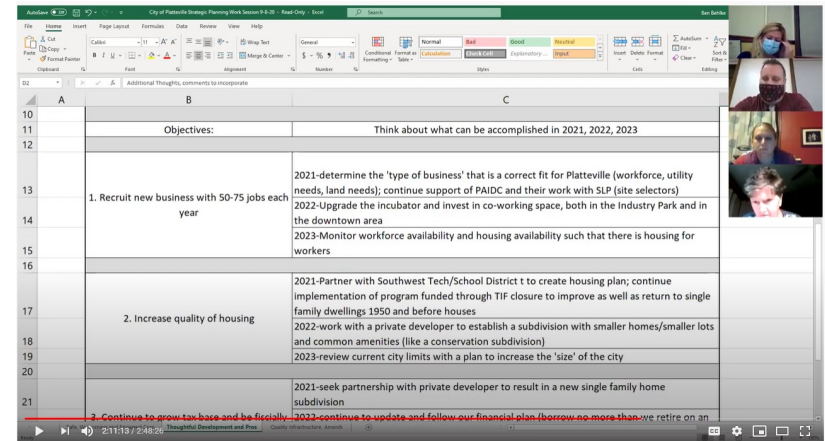 AutoSave Off
City of Platteville Strategic Planning Work Session 9-8-20 - Read-Only - Excel
Search
Ben Behlke
File Home Insert Page Layout Formulas Data Review View Help
Cut
Copy
Format Painter
Paste
Clipboard
Calibri 11
B I U
Font
Wrap Text
Merge & Center
Alignment
General
$ % 9
Number
Conditional Formatting
Format as Table
Normal Bad Good Neutral
Calculation Check Cell Explanatory ... Input
Styles
Insert Delete Format
Cells
AutoSum
Fill
Clear
Sort &
Filter
Editing
D2
fx Additional Thoughts, comments to incorporate
A B C
10
11 Objectives: Think about what can be accomplished in 2021, 2022, 2023
12
1. Recruit new business with 50-75 jobs each
year
2021-determine the 'type of business' that is a correct fit for Platteville (workforce, utility
13 needs, land needs); continue support of PAIDC and their work with SLP (site selectors)
2022-Upgrade the incubator and invest in co-working space, both in the Industry Park and in
14 the downtown area
2023-Monitor workforce availability and housing availability such that there is housing for
15 workers
16
2. Increase quality of housing
2021-Partner with Southwest Tech/School District t to create housing plan; continue
implementation of program funded through TIF closure to improve as well as return to single
17 family dwellings 1950 and before houses
2022-work with a private developer to establish a subdivision with smaller homes/smaller lots
18 and common amenities (like a conservation subdivision)
19 2023-review current city limits with a plan to increase the 'size' of the city
20
2021-seek partnership with private developer to result in a new single family home
21 subdivision
3. Continue to grow tax base and be fiscally
2022-continue to update and follow our financial plan (borrow no more than we retire on an
Thoughtful Development and Pros
Quality Infrastructure, Amenit
2:11:13 / 2:48:26
CC